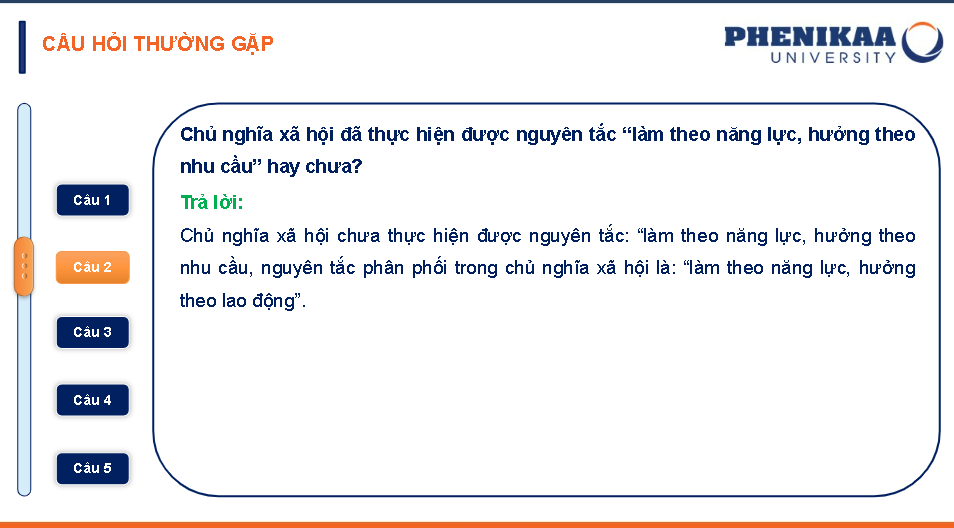 CÂU HỎI THƯỜNG GẶP
PHENIKAA
UNIVERSITY
Chủ nghĩa xã hội đã thực hiện được nguyên tắc “làm theo năng lực, hưởng theo
nhu cầu” hay chưa?
Trả lời:
Chủ nghĩa xã hội chưa thực hiện được nguyên tắc: “làm theo năng lực, hưởng theo
nhu cầu, nguyên tắc phân phối trong chủ nghĩa xã hội là: “làm theo năng lực, hưởng
theo lao động”.
Câu 1
Câu 2
Câu 3
Câu 4
Câu 5